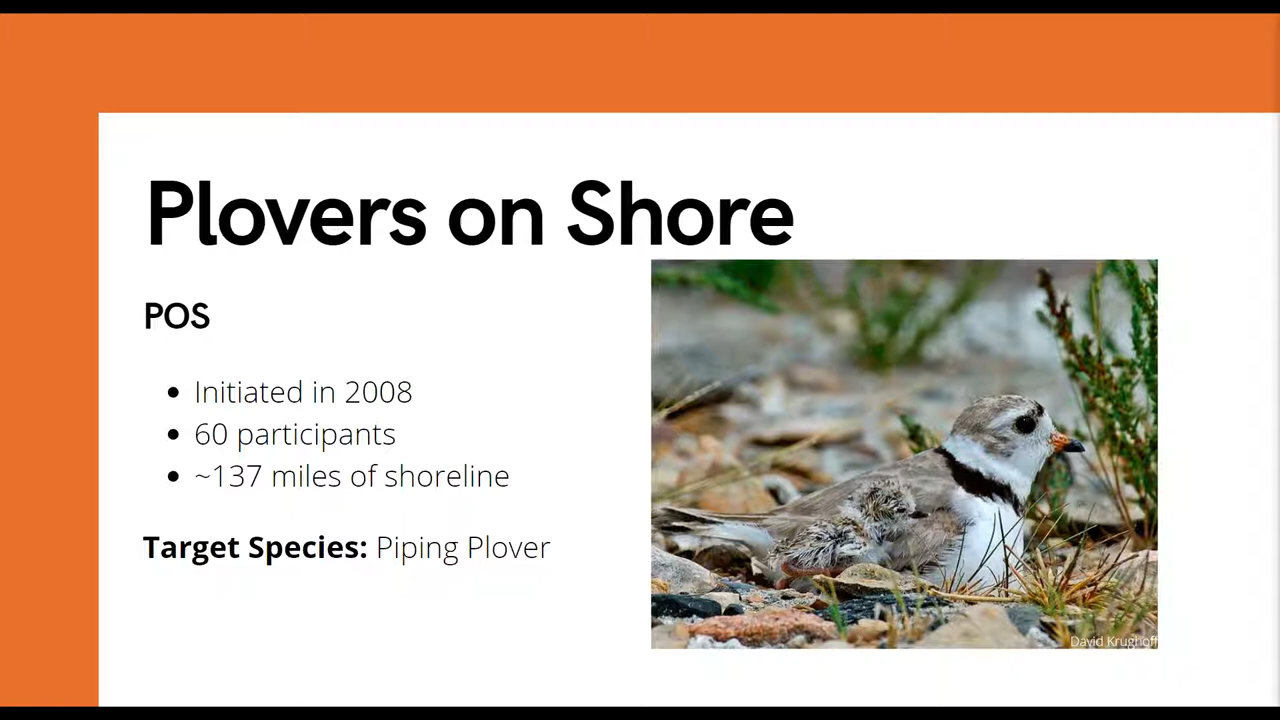 Plovers on Shore
POS
• Initiated in 2008
• 60 participants
• ~137 miles of shoreline
Target Species: Piping Plover
David Krughoff